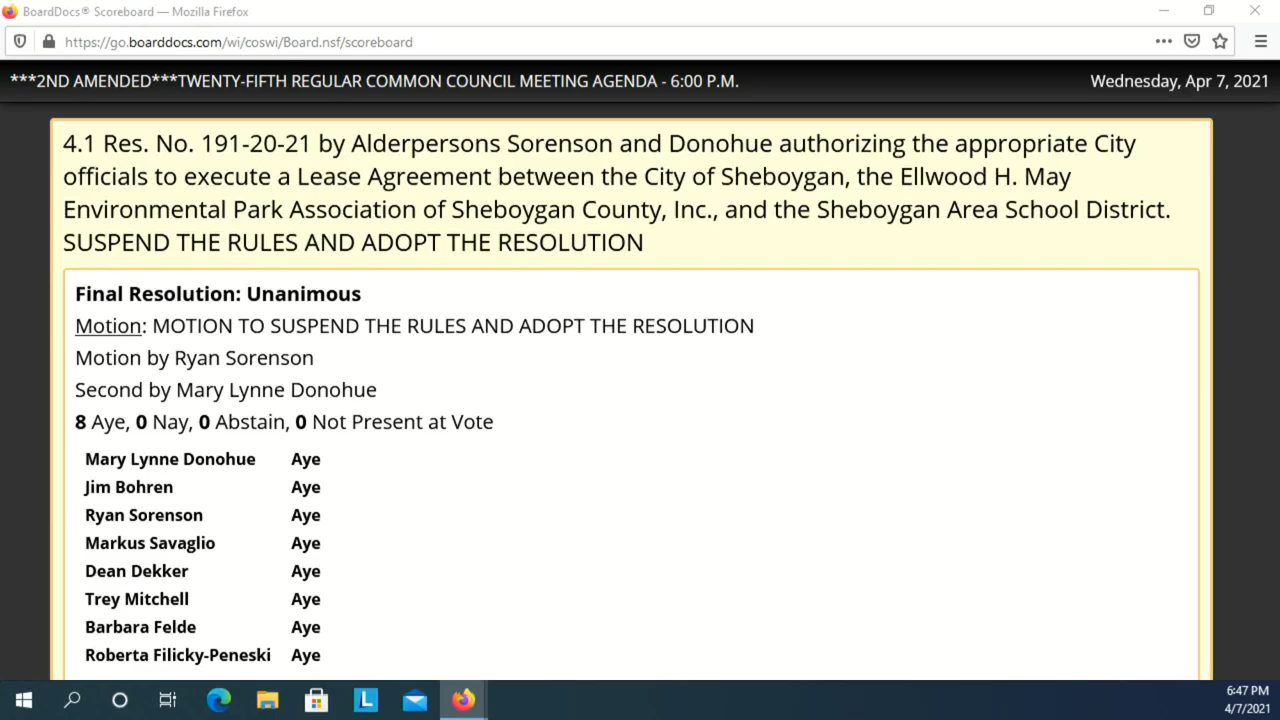 BoardDocs® Scoreboard — Mozilla Firefox
https://go.boarddocs.com/wi/coswi/Board.nsf/scoreboard
***2ND AMENDED***TWENTY-FIFTH REGULAR COMMON COUNCIL MEETING AGENDA - 6:00 P.M. Wednesday, Apr 7, 2021
4.1 Res. No. 191-20-21 by Alderpersons Sorenson and Donohue authorizing the appropriate City
officials to execute a Lease Agreement between the City of Sheboygan, the Ellwood H. May
Environmental Park Association of Sheboygan County, Inc., and the Sheboygan Area School District.
SUSPEND THE RULES AND ADOPT THE RESOLUTION
Final Resolution: Unanimous
Motion: MOTION TO SUSPEND THE RULES AND ADOPT THE RESOLUTION
Motion by Ryan Sorenson
Second by Mary Lynne Donohue
8 Aye, 0 Nay, 0 Abstain, 0 Not Present at Vote
Mary Lynne Donohue Aye
Jim Bohren Aye
Ryan Sorenson Aye
Markus Savaglio Aye
Dean Dekker Aye
Trey Mitchell Aye
Barbara Felde Aye
Roberta Filicky-Peneski Aye
L
6:47 PM
4/7/2021